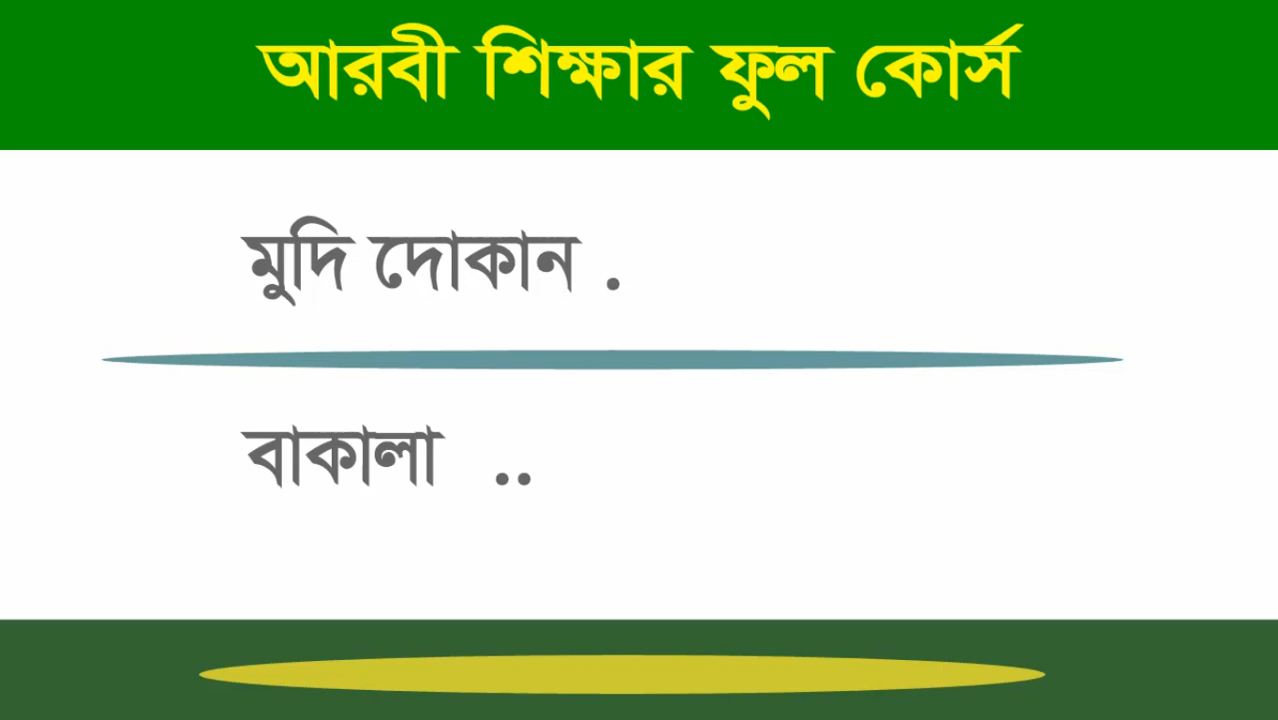 আরবী শিক্ষার ফুল কোর্স
মুদি দোকান .
বাকালা ..